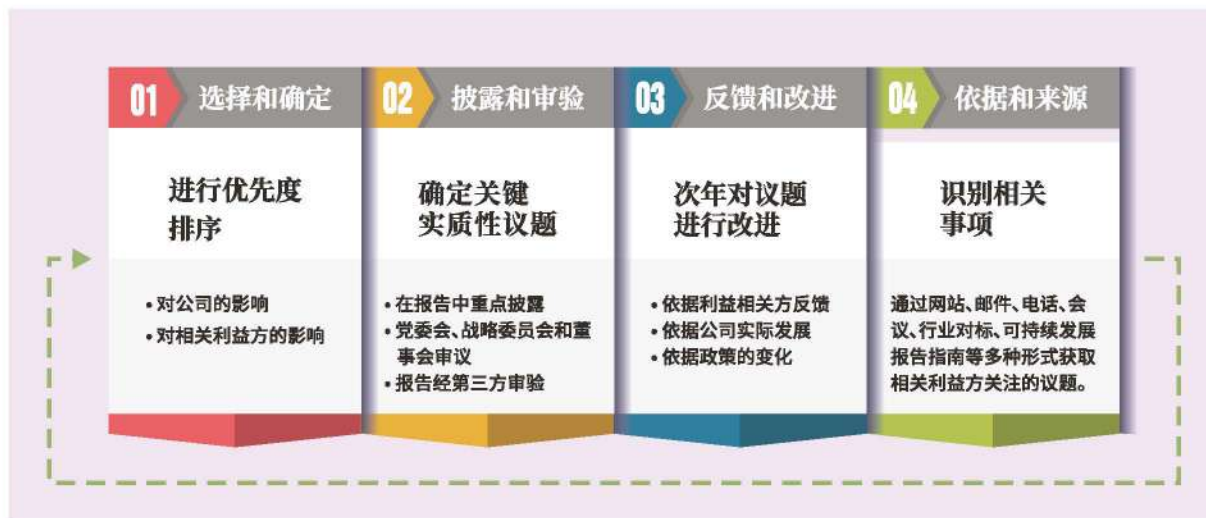 01 选择和确定
进行优先度
排序
• 对公司的影响
• 对相关利益方的影响
02 披露和审验
确定关键
实质性议题
• 在报告中重点披露
• 党委会、战略委员会和董
事会审议
• 报告经第三方审验
03 反馈和改进
次年对议题
进行改进
• 依据利益相关方反馈
• 依据公司实际发展
• 依据政策的变化
04 依据和来源
识别相关
事项
通过网站、邮件、电话、会
议、行业对标、可持续发展
报告指南等多种形式获取
相关利益方关注的议题。